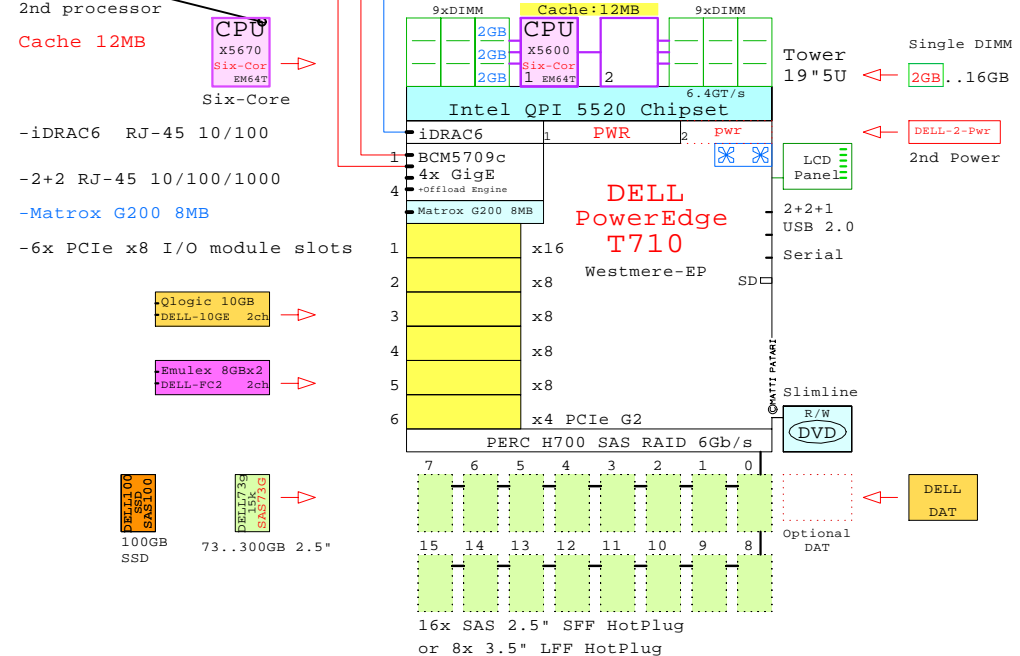 2nd processor
Cache 12MB
CPU
X5670
Six-Cor
EM64T
Six-Core
-iDRAC6 RJ-45 10/100
-2+2 RJ-45 10/100/1000
-Matrox G200 8MB
-6x PCIe x8 I/O module slots
Qlogic 10GB
DELL-10GE 2ch
Emulex 8GBx2
DELL-FC2 2ch
DELL100
SSD
SAS100
100GB
SSD
DELL73g
15k
SAS73G
73..300GB 2.5"
9xDIMM
Cache:12MB
9xDIMM
2GB
2GB
2GB
CPU
X5600
Six-Cor
1 EM64T
2
6.4GT/s
Intel QPI 5520 Chipset
iDRAC6
1 PWR 2 pwr
1 BCM5709c
4x GigE
4 +Offload Engine
Matrox G200 8MB
DELL
PowerEdge
T710
Westmere-EP
1 x16
2 x8
3 x8
4 x8
5 x8
6 x4 PCIe G2
PERC H700 SAS RAID 6Gb/s
7 6 5 4 3 2 1 0
15 14 13 12 11 10 9 8
16x SAS 2.5" SFF HotPlug
or 8x 3.5" LFF HotPlug
Tower
19"5U
Single DIMM
2GB..16GB
DELL-2-Pwr
2nd Power
LCD
Panel
2+2+1
USB 2.0
Serial
SD
©MATTI PATARI
Slimline
R/W
DVD
Optional
DAT
DELL
DAT